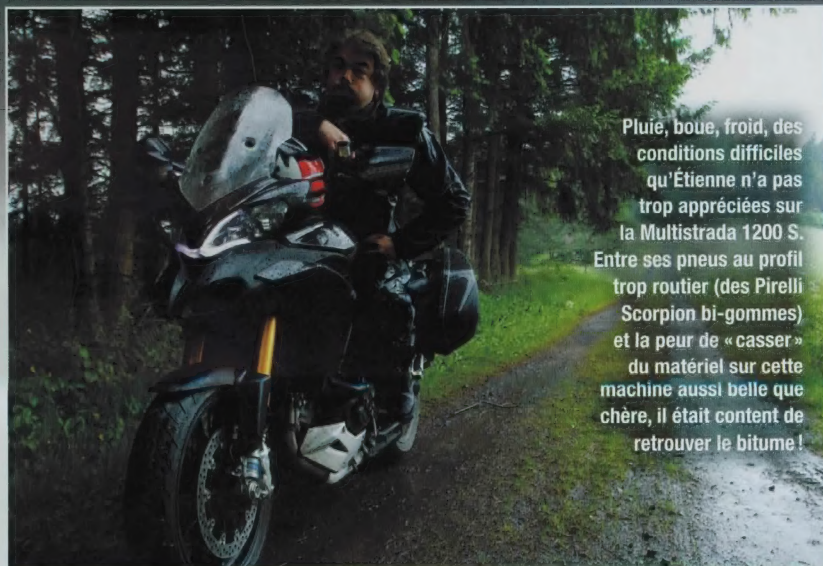 Pluie, boue, froid, des
conditions difficiles
qu'Étienne n'a pas
trop appréciées sur
la Multistrada 1200 S.
Entre ses pneus au profil
trop routier (des Pirelli
Scorpion bi-gommes)
et la peur de « casser »
du matériel sur cette
machine aussi belle que
chère, il était content de
retrouver le bitume !